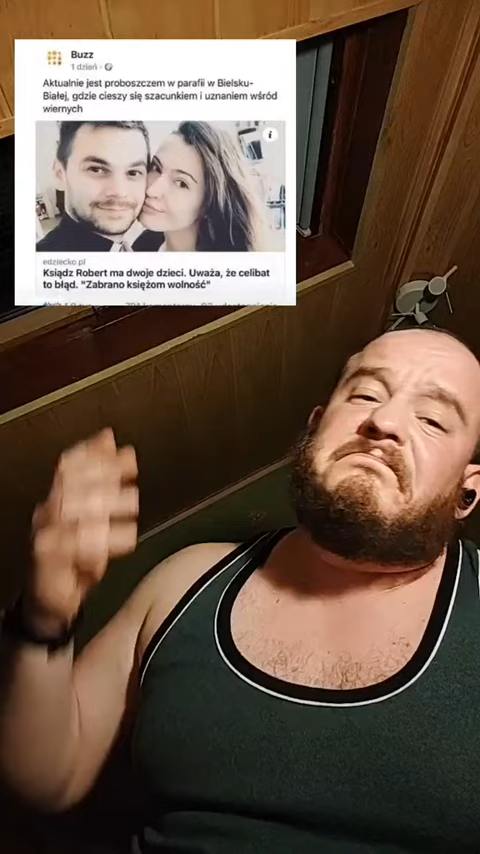 Buzz
1 dzień
Aktualnie jest proboszczem w parafii w Bielsku-
Białej, gdzie cieszy się szacunkiem i uznaniem wśród
wiernych
i
edziecko.pl
Ksiądz Robert ma dwoje dzieci. Uważa, że celibat
to błąd. "Zabrano księżom wolność"